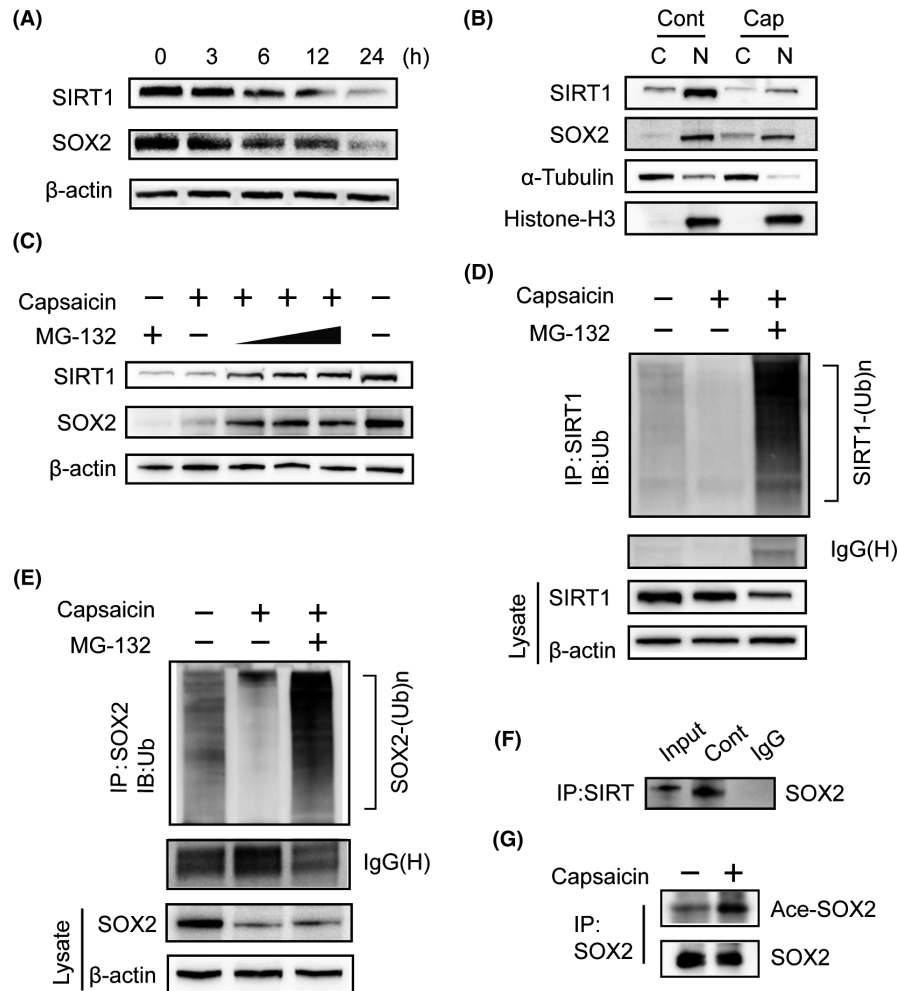 (A)
0 3 6 12 24 (h)
SIRT1
SOX2
β-actin
(B)
Cont Cap
C N C N
SIRT1
SOX2
α-Tubulin
Histone-H3
(C)
Capsaicin − + + + + −
MG-132 + − −
SIRT1
SOX2
β-actin
(D)
Capsaicin − + +
MG-132 − − +
IP:SIRT1
IB:Ub
SIRT1-(Ub)n
IgG(H)
Lysate
SIRT1
β-actin
(E)
Capsaicin − + +
MG-132 − − +
IP:SOX2
IB:Ub
SOX2-(Ub)n
IgG(H)
Lysate
SOX2
β-actin
(F)
Input Cont IgG
IP:SIRT SOX2
(G)
Capsaicin − +
IP:
SOX2
Ace-SOX2
SOX2